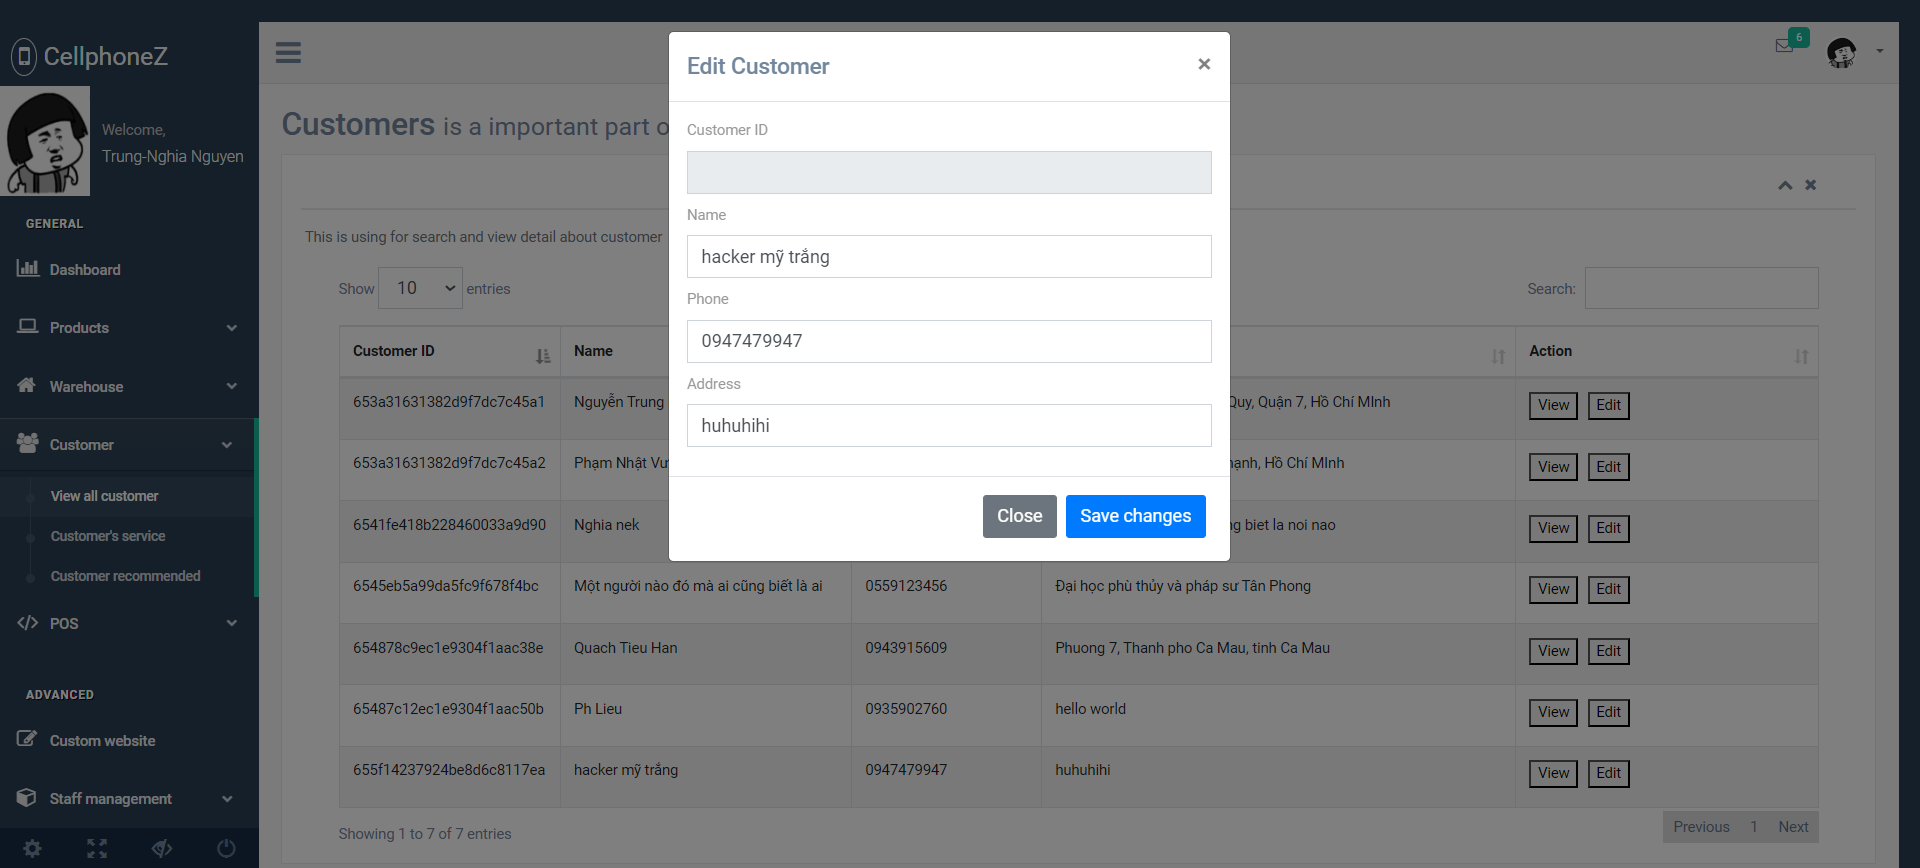 CellphoneZ
Welcome,
Trung-Nghia Nguyen
GENERAL
Dashboard
Products
Warehouse
Customer
View all customer
Customer's service
Customer recommended
POS
ADVANCED
Custom website
Staff management
6
Customers is a important part o
This is using for search and view detail about customer
Show 10 entries
Search:
Customer ID Name Action
653a31631382d9f7dc7c45a1 Nguyễn Trung Quy, Quận 7, Hồ Chí MInh View Edit
653a31631382d9f7dc7c45a2 Phạm Nhật Vư ạnh, Hồ Chí MInh View Edit
6541fe418b228460033a9d90 Nghia nek g biet la noi nao View Edit
6545eb5a99da5fc9f678f4bc Một người nào đó mà ai cũng biết là ai 0559123456 Đại học phù thủy và pháp sư Tân Phong View Edit
654878c9ec1e9304f1aac38e Quach Tieu Han 0943915609 Phuong 7, Thanh pho Ca Mau, tinh Ca Mau View Edit
65487c12ec1e9304f1aac50b Ph Lieu 0935902760 hello world View Edit
655f14237924be8d6c8117ea hacker mỹ trắng 0947479947 huhuhihi View Edit
Showing 1 to 7 of 7 entries
Previous 1 Next
Edit Customer ×
Customer ID
Name
hacker mỹ trắng
Phone
0947479947
Address
huhuhihi
Close Save changes